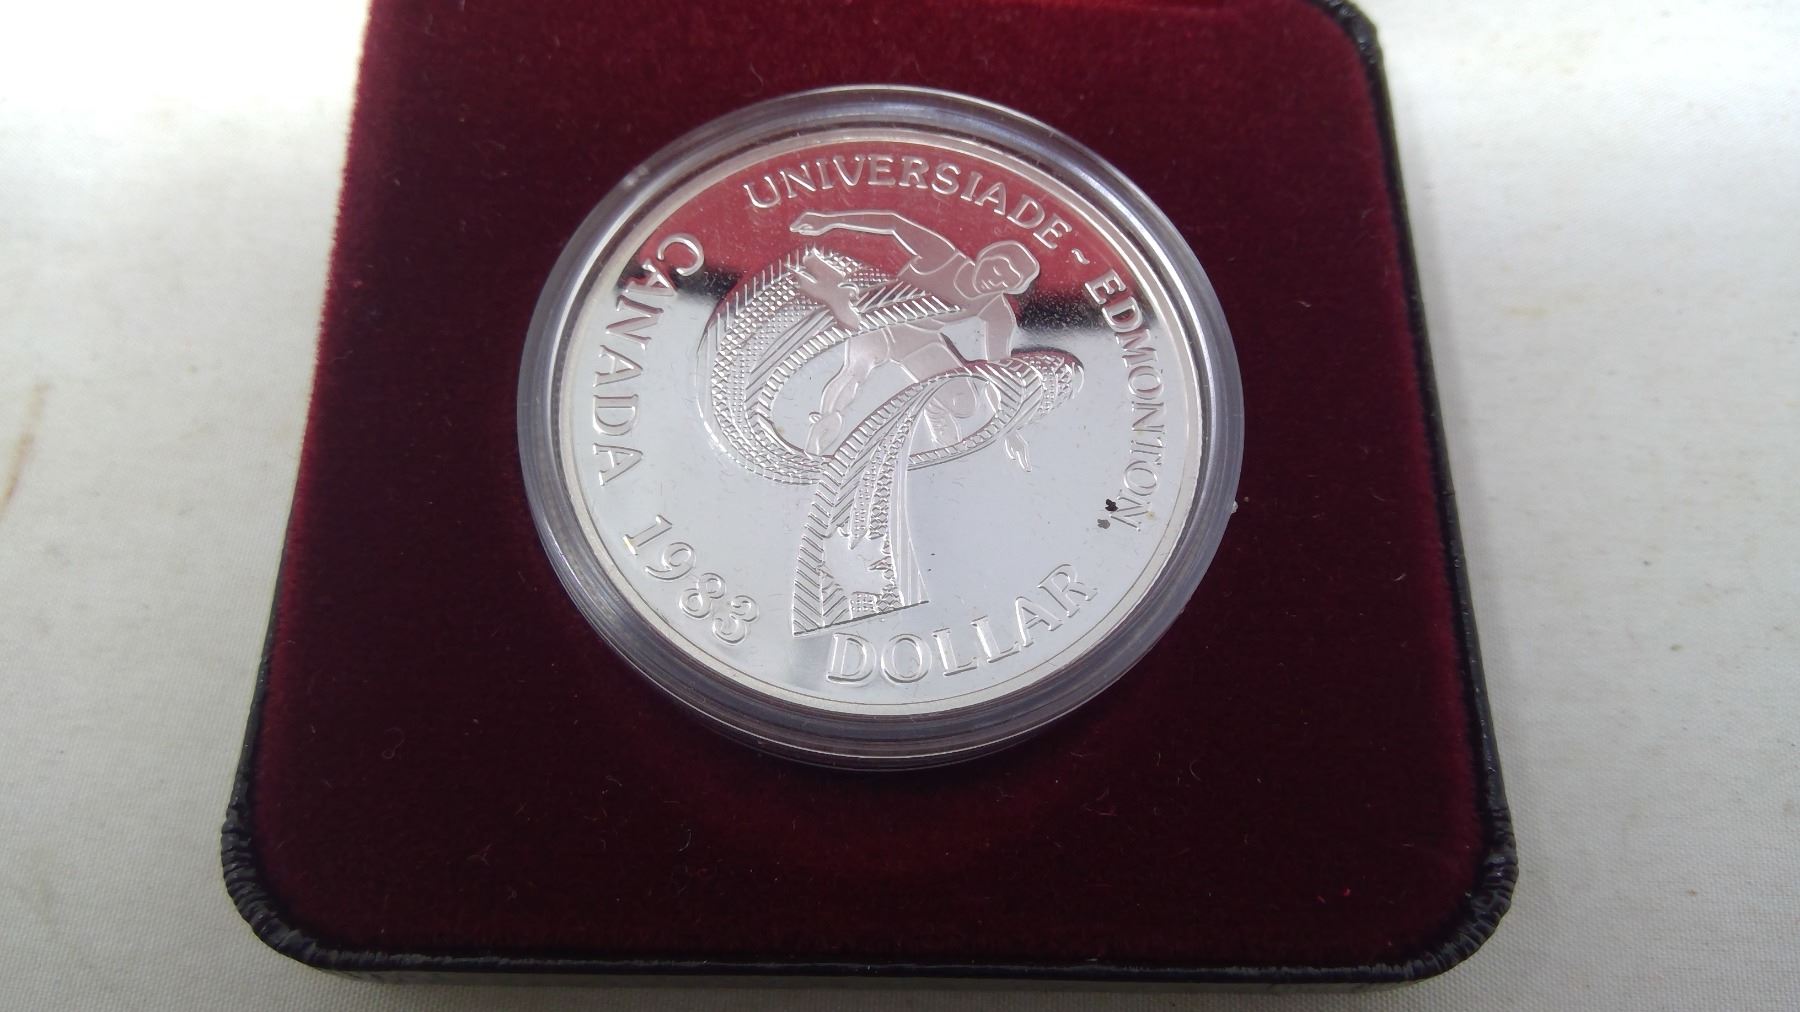 UNIVERSIADE ~ EDMONTON
CANADA 1983 DOLLAR